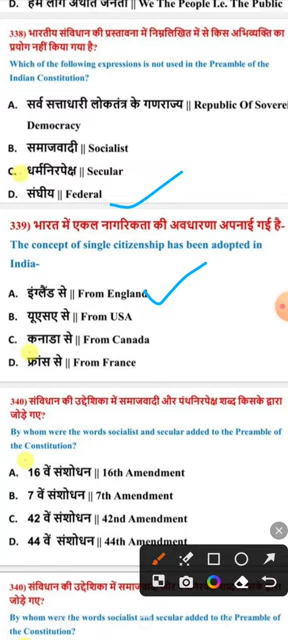 D. हम लोग अर्थात जनता || We The People I.e. The Public
338) भारतीय संविधान की प्रस्तावना में निम्नलिखित में से किस अभिव्यक्ति का
प्रयोग नहीं किया गया है?
Which of the following expressions is not used in the Preamble of the
Indian Constitution?
A. सर्व सत्ताधारी लोकतंत्र के गणराज्य || Republic Of Sovere
Democracy
B. समाजवादी || Socialist
C. धर्मनिरपेक्ष || Secular
D. संघीय || Federal
339) भारत में एकल नागरिकता की अवधारणा अपनाई गई है-
The concept of single citizenship has been adopted in
India-
A. इंग्लैंड से || From England
B. यूएसए से || From USA
C. कनाडा से || From Canada
D. फ्रांस से || From France
340) संविधान की उद्देशिका में समाजवादी और पंथनिरपेक्ष शब्द किसके द्वारा
जोड़े गए?
By whom were the words socialist and secular added to the Preamble of
the Constitution?
A. 16 वें संशोधन || 16th Amendment
B. 7 वें संशोधन || 7th Amendment
C. 42 वें संशोधन || 42nd Amendment
D. 44 वें संशोधन || 44th Amendment
340) संविधान की उद्देशिका में
जोड़े गए?
By whom were the words socialist and secular added to the Preamble of
the Constitution?